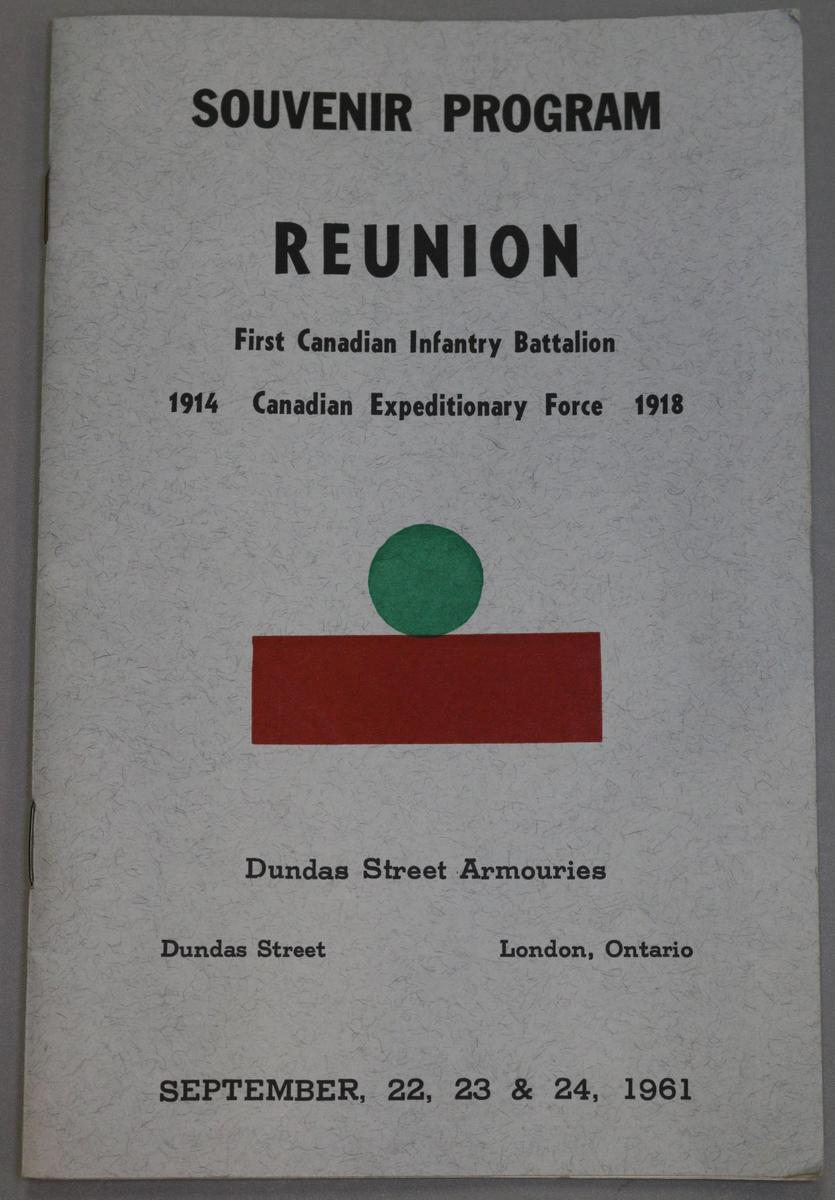 SOUVENIR PROGRAM
REUNION
First Canadian Infantry Battalion
1914 Canadian Expeditionary Force 1918
Dundas Street Armouries
Dundas Street London, Ontario
SEPTEMBER, 22, 23 & 24, 1961